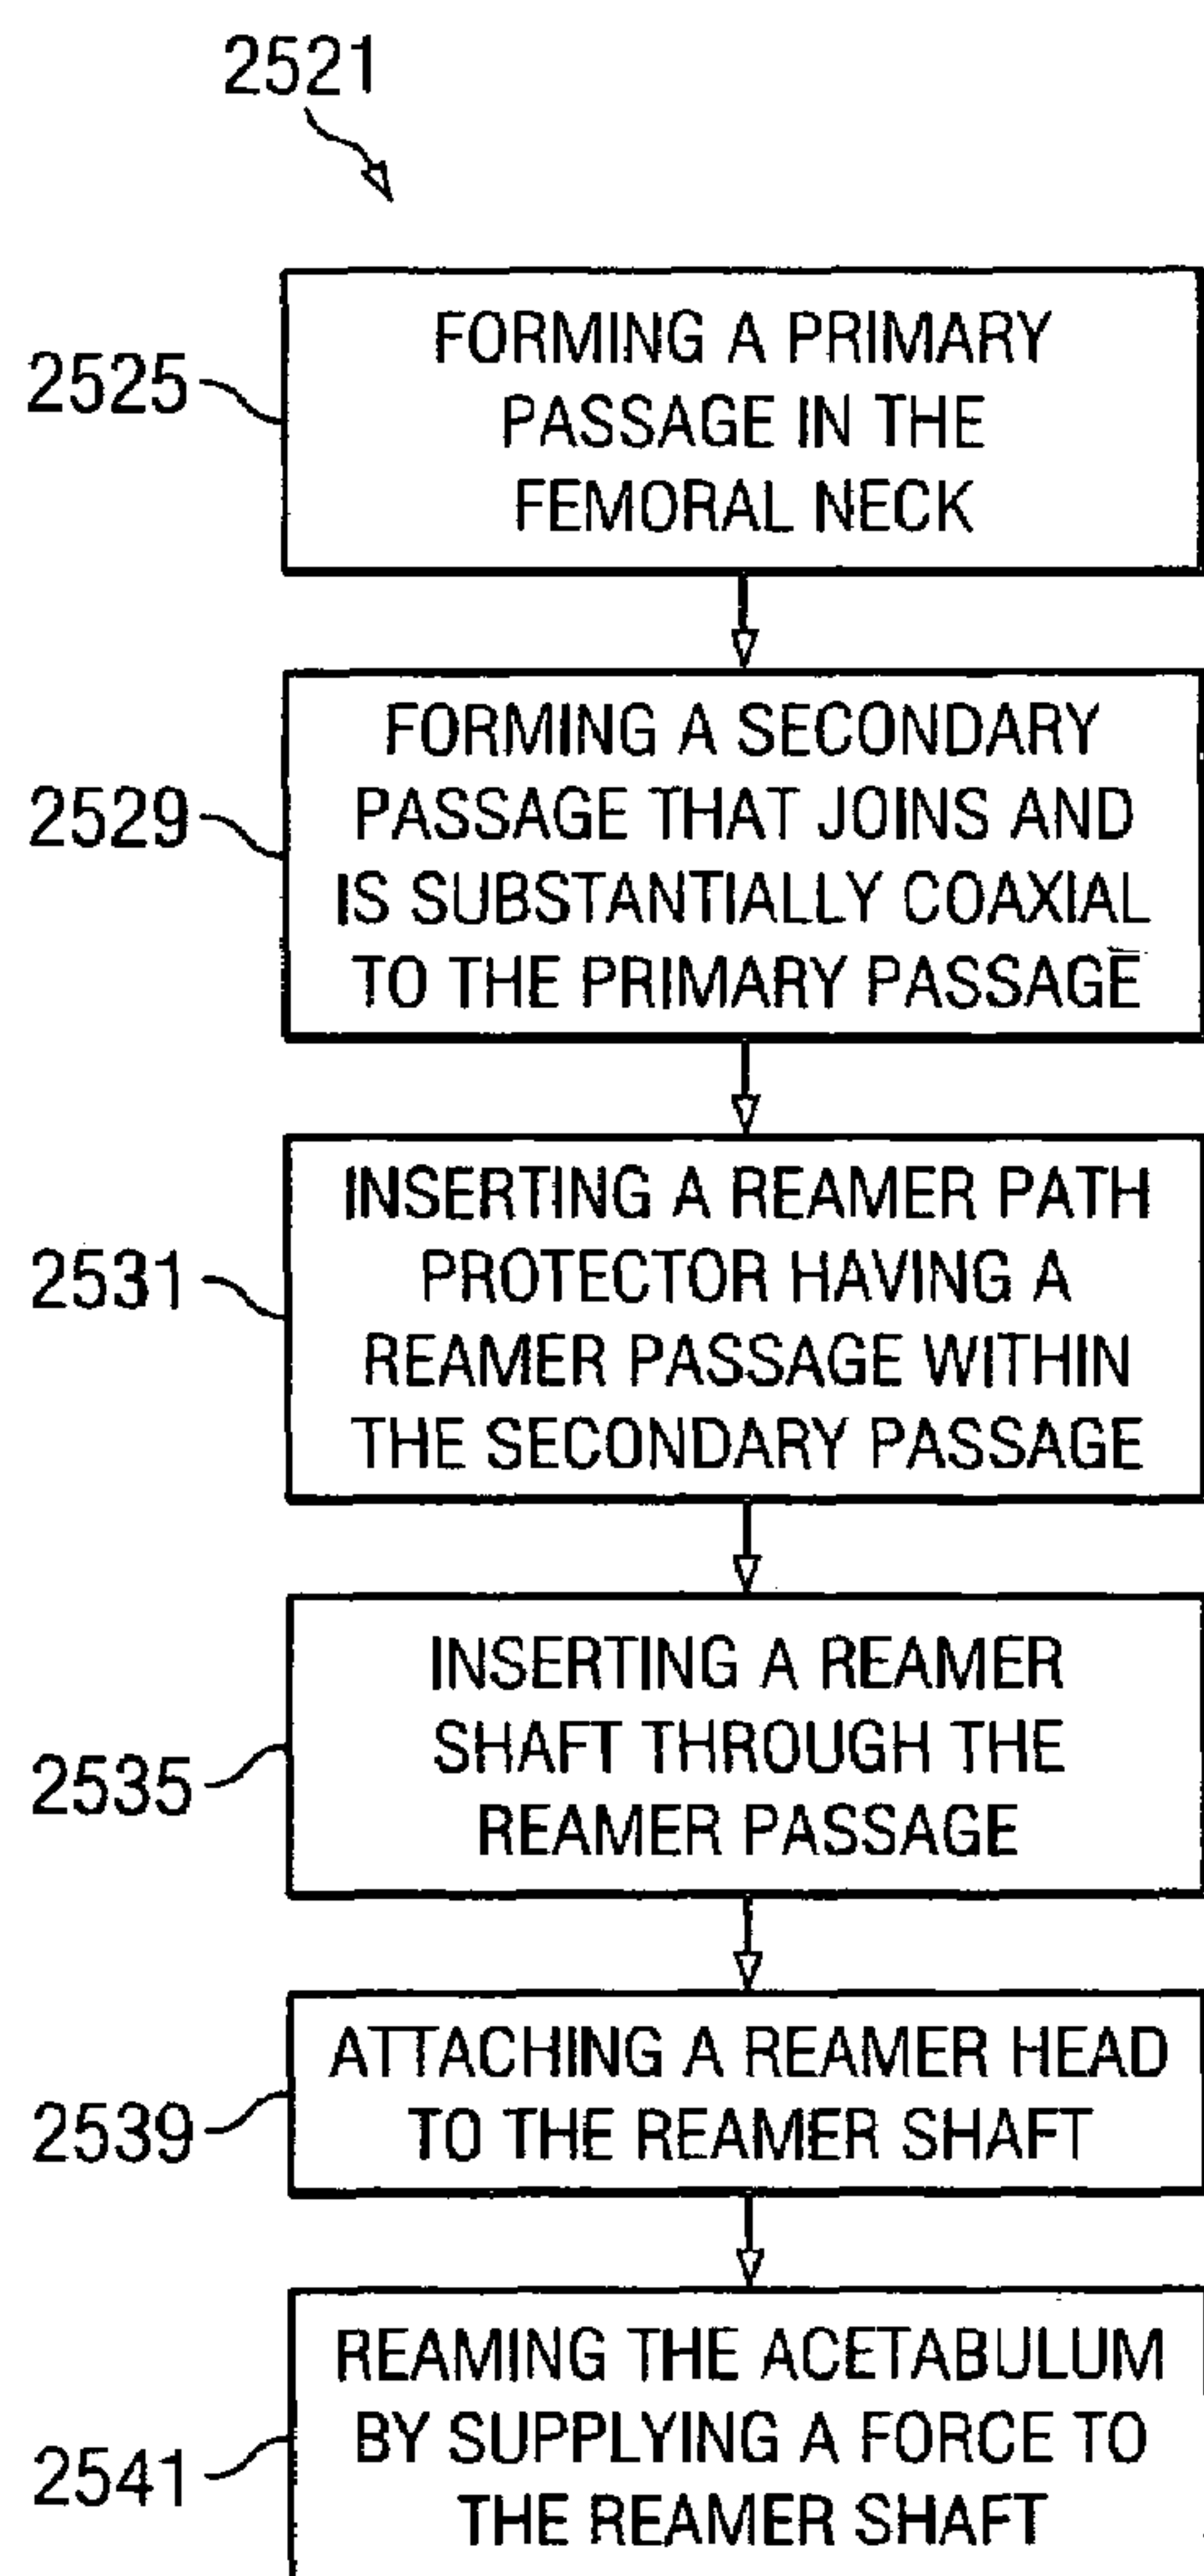 2521
2525
FORMING A PRIMARY
PASSAGE IN THE
FEMORAL NECK
2529
FORMING A SECONDARY
PASSAGE THAT JOINS AND
IS SUBSTANTIALLY COAXIAL
TO THE PRIMARY PASSAGE
2531
INSERTING A REAMER PATH
PROTECTOR HAVING A
REAMER PASSAGE WITHIN
THE SECONDARY PASSAGE
2535
INSERTING A REAMER
SHAFT THROUGH THE
REAMER PASSAGE
2539
ATTACHING A REAMER HEAD
TO THE REAMER SHAFT
2541
REAMING THE ACETABULUM
BY SUPPLYING A FORCE TO
THE REAMER SHAFT